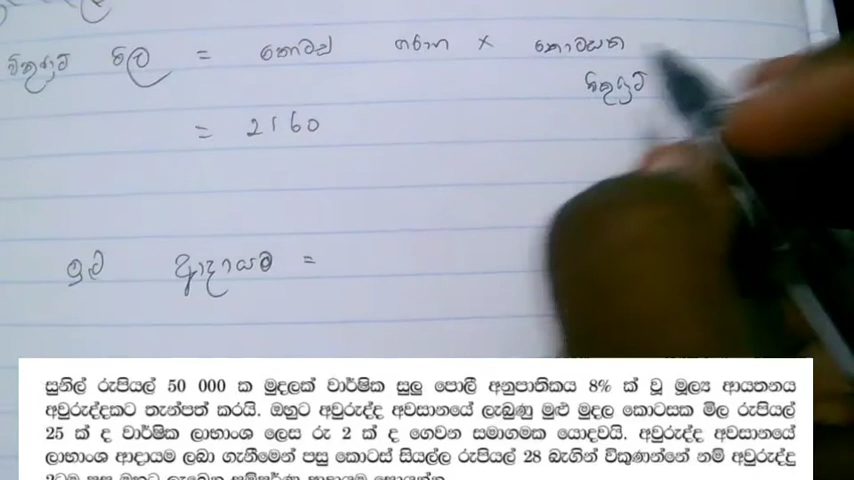 විකුණුම් මිල = කොටස් ගණන × කොටසක
විකුණුම්
= 2160
මුළු ආදායම =
සුනිල් රුපියල් 50 000 ක මුදලක් වාර්ෂික සුලු පොලී අනුපාතිකය 8% ක් වූ මූල්‍ය ආයතනය
අවුරුද්දකට තැන්පත් කරයි. ඔහුට අවුරුද්ද අවසානයේ ලැබුණු මුළු මුදල කොටසක මිල රුපියල්
25 ක් ද වාර්ෂික ලාභාංශ ලෙස රු 2 ක් ද ගෙවන සමාගමක යොදවයි. අවුරුද්ද අවසානයේ
ලාභාංශ ආදායම ලබා ගැනීමෙන් පසු කොටස් සියල්ල රුපියල් 28 බැගින් විකුණන්නේ නම් අවුරුදු